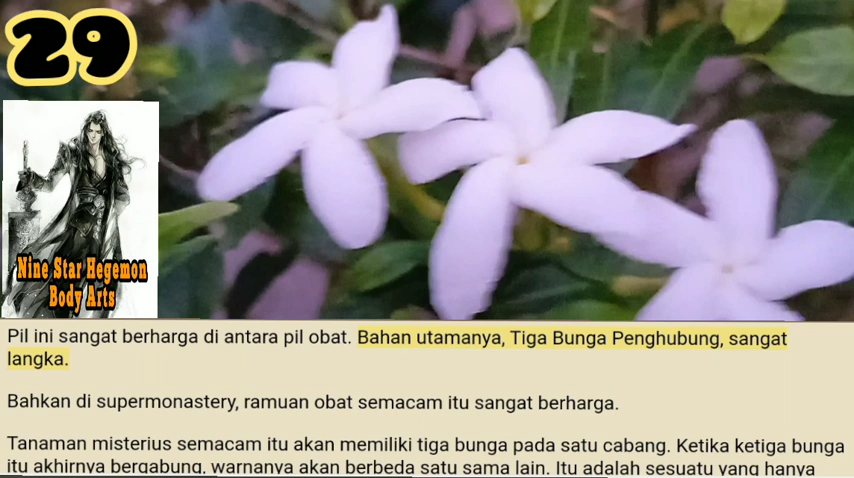 29
Nine Star Hegemon
Body Arts
Pil ini sangat berharga di antara pil obat. Bahan utamanya, Tiga Bunga Penghubung, sangat
langka.
Bahkan di supermonastery, ramuan obat semacam itu sangat berharga.
Tanaman misterius semacam itu akan memiliki tiga bunga pada satu cabang. Ketika ketiga bunga
itu akhirnya bergabung, warnanya akan berbeda satu sama lain. Itu adalah sesuatu yang hanya